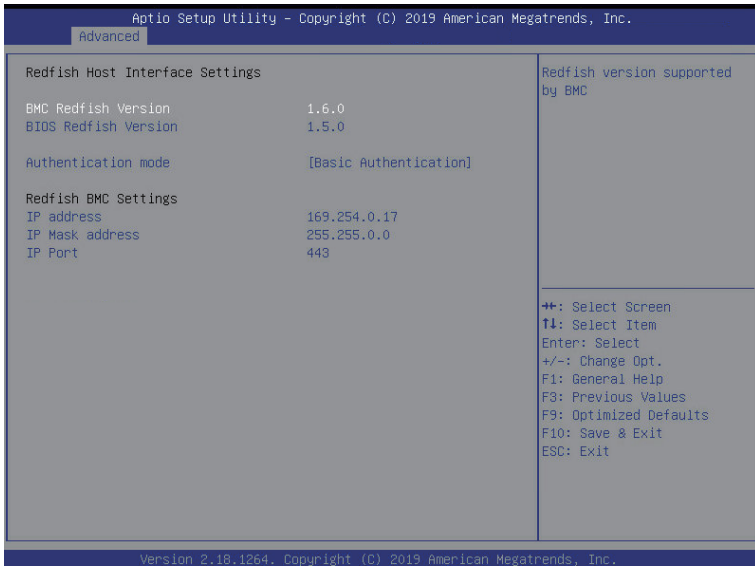 Aptio Setup Utility – Copyright (C) 2019 American Megatrends, Inc.
Advanced
Redfish Host Interface Settings
BMC Redfish Version 1.6.0
BIOS Redfish Version 1.5.0
Authentication mode [Basic Authentication]
Redfish BMC Settings
IP address 169.254.0.17
IP Mask address 255.255.0.0
IP Port 443
Redfish version supported
by BMC
→←: Select Screen
↑↓: Select Item
Enter: Select
+/-: Change Opt.
F1: General Help
F3: Previous Values
F9: Optimized Defaults
F10: Save & Exit
ESC: Exit
Version 2.18.1264. Copyright (C) 2019 American Megatrends, Inc.